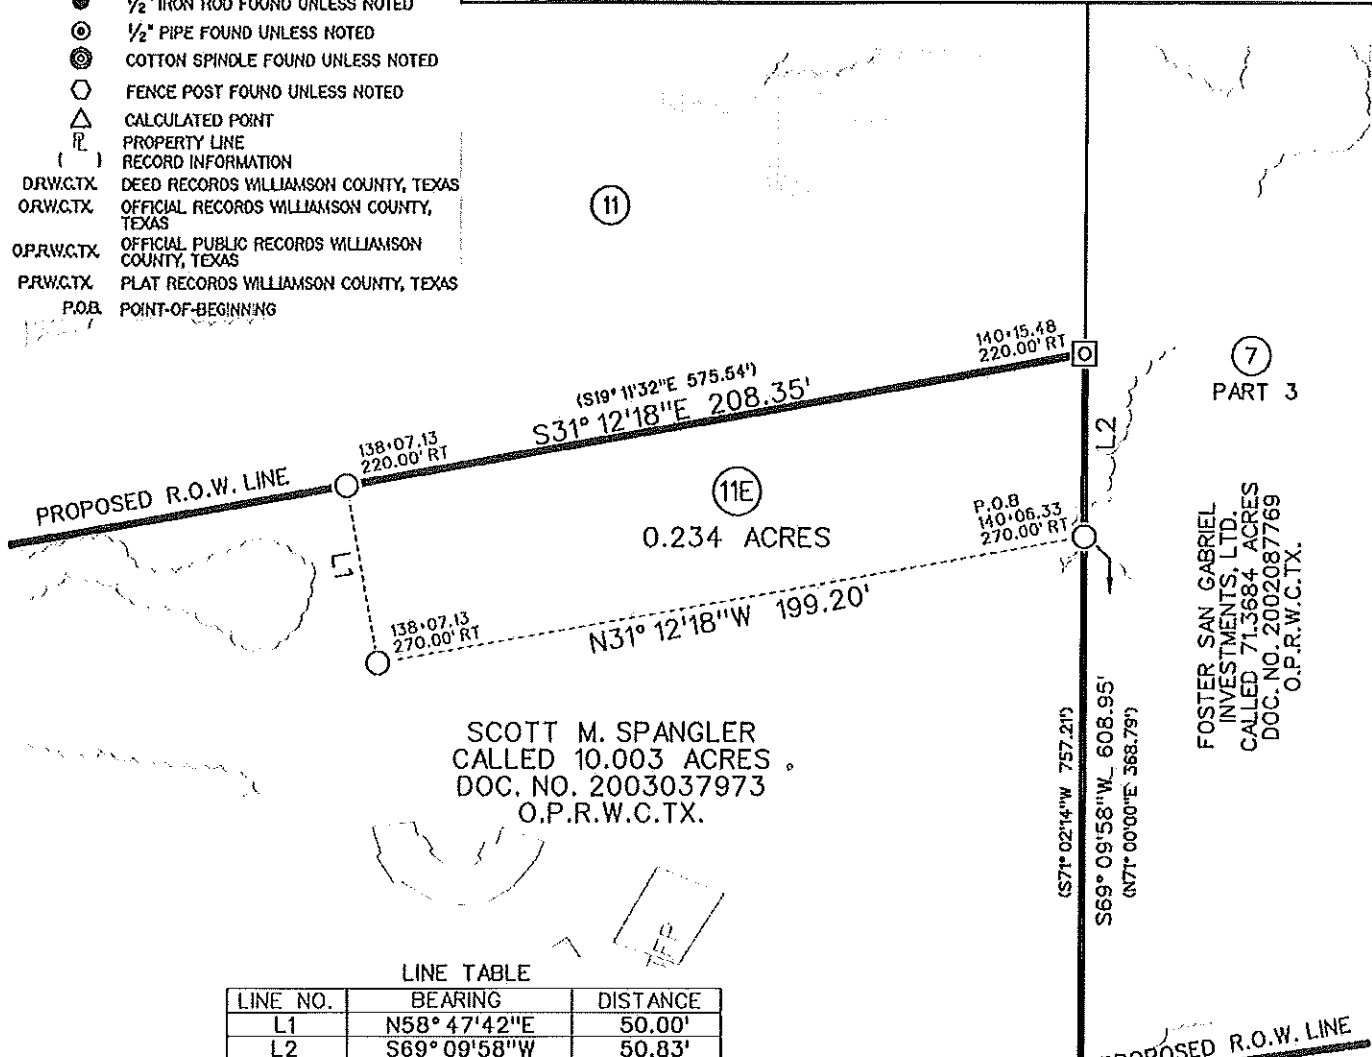 ½" IRON ROD FOUND UNLESS NOTED
½" PIPE FOUND UNLESS NOTED
COTTON SPINDLE FOUND UNLESS NOTED
FENCE POST FOUND UNLESS NOTED
CALCULATED POINT
PL PROPERTY LINE
( ) RECORD INFORMATION
D.R.W.C.TX. DEED RECORDS WILLIAMSON COUNTY, TEXAS
O.R.W.C.TX. OFFICIAL RECORDS WILLIAMSON COUNTY,
TEXAS
O.P.R.W.C.TX. OFFICIAL PUBLIC RECORDS WILLIAMSON
COUNTY, TEXAS
P.R.W.C.TX. PLAT RECORDS WILLIAMSON COUNTY, TEXAS
P.O.B. POINT-OF-BEGINNING
11
140+15.48
220.00' RT
7
PART 3
(S19°11'32"E 575.54')
S31°12'18"E 208.35'
138+07.13
220.00' RT
PROPOSED R.O.W. LINE
L2
11E
0.234 ACRES
P.O.B
140+06.33
270.00' RT
L1
N31°12'18"W 199.20'
138+07.13
270.00' RT
FOSTER SAN GABRIEL
INVESTMENTS, LTD.
CALLED 71.3684 ACRES
DOC. NO. 2002087769
O.P.R.W.C.TX.
SCOTT M. SPANGLER
CALLED 10.003 ACRES
DOC. NO. 2003037973
O.P.R.W.C.TX.
(S71°02'14"W 757.21')
S69°09'58"W 608.95'
(N71°00'00"E 368.79')
LINE TABLE
LINE NO. BEARING DISTANCE
L1 N58°47'42"E 50.00'
L2 S69°09'58"W 50.83'
PROPOSED R.O.W. LINE